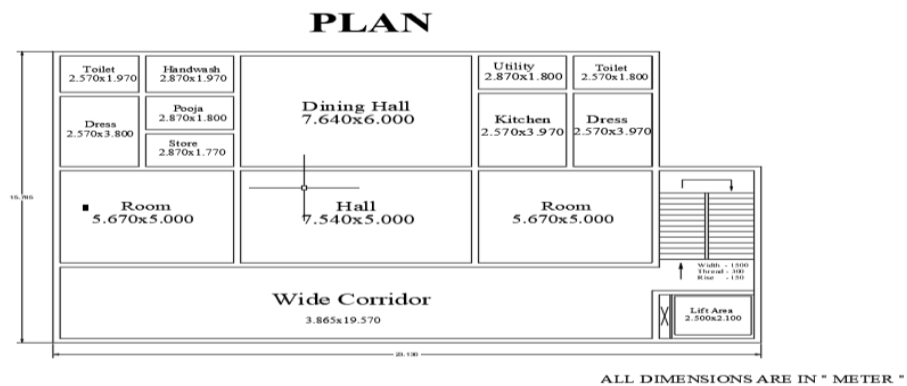 PLAN
Toilet
2.570x1.970
Handwash
2.870x1.970
Utility
2.870x1.800
Toilet
2.570x1.800
Dining Hall
7.640x6.000
Pooja
2.870x1.800
Dress
2.570x3.800
Kitchen
2.570x3.970
Dress
2.570x3.970
Store
2.870x1.770
Room
5.670x5.000
Hall
7.540x5.000
Room
5.670x5.000
Width - 1500
Thread - 300
Rise - 150
Wide Corridor
3.865x19.570
Lift Area
2.500x2.100
ALL DIMENSIONS ARE IN " METER "